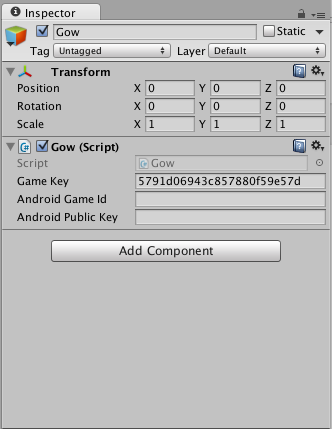 Inspector
Gow Static
Tag Untagged Layer Default
Transform
Position X 0 Y 0 Z 0
Rotation X 0 Y 0 Z 0
Scale X 1 Y 1 Z 1
Gow (Script)
Script Gow
Game Key 5791d06943c857880f59e57d
Android Game Id
Android Public Key
Add Component